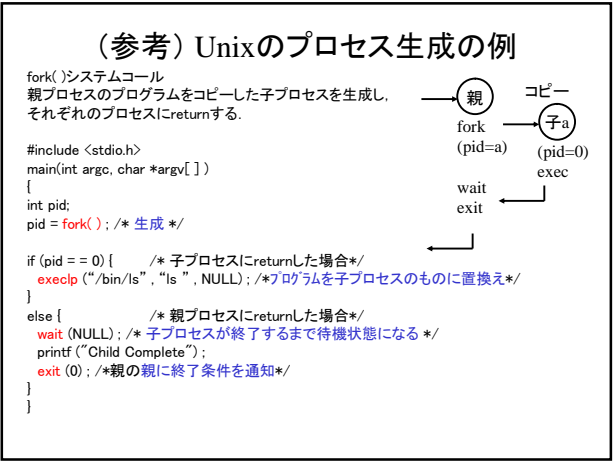 （参考）Unixのプロセス生成の例
fork( )システムコール
親プロセスのプログラムをコピーした子プロセスを生成し，
それぞれのプロセスにreturnする．
#include <stdio.h>
main(int argc, char *argv[ ] )
{
int pid;
pid = fork( ) ; /* 生成 */
if (pid = = 0) { /* 子プロセスにreturnした場合*/
execlp (“/bin/ls” , “ls ” , NULL) ; /*ﾌﾟﾛｸﾞﾗﾑを子プロセスのものに置換え*/
}
else { /* 親プロセスにreturnした場合*/
wait (NULL) ; /* 子プロセスが終了するまで待機状態になる */
printf ("Child Complete") ;
exit (0) ; /*親の親に終了条件を通知*/
}
}
親
コピー
子a
fork
(pid=a)
(pid=0)
exec
wait
exit